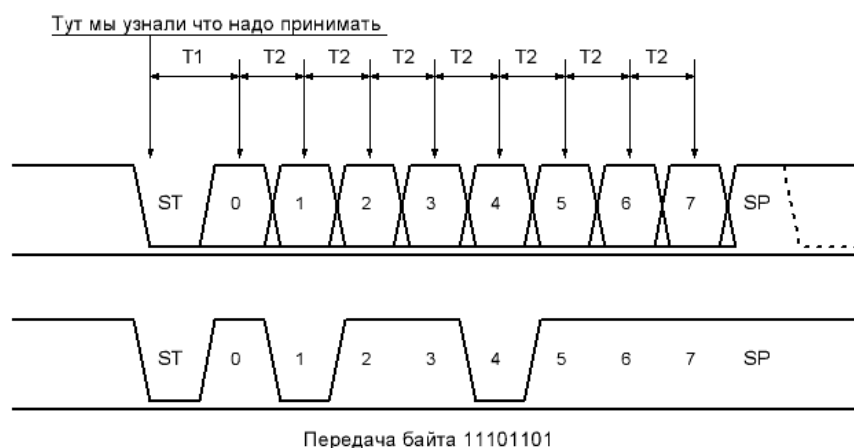 Тут мы узнали что надо принимать
T1 T2 T2 T2 T2 T2 T2 T2
ST 0 1 2 3 4 5 6 7 SP
ST 0 1 2 3 4 5 6 7 SP
Передача байта 11101101